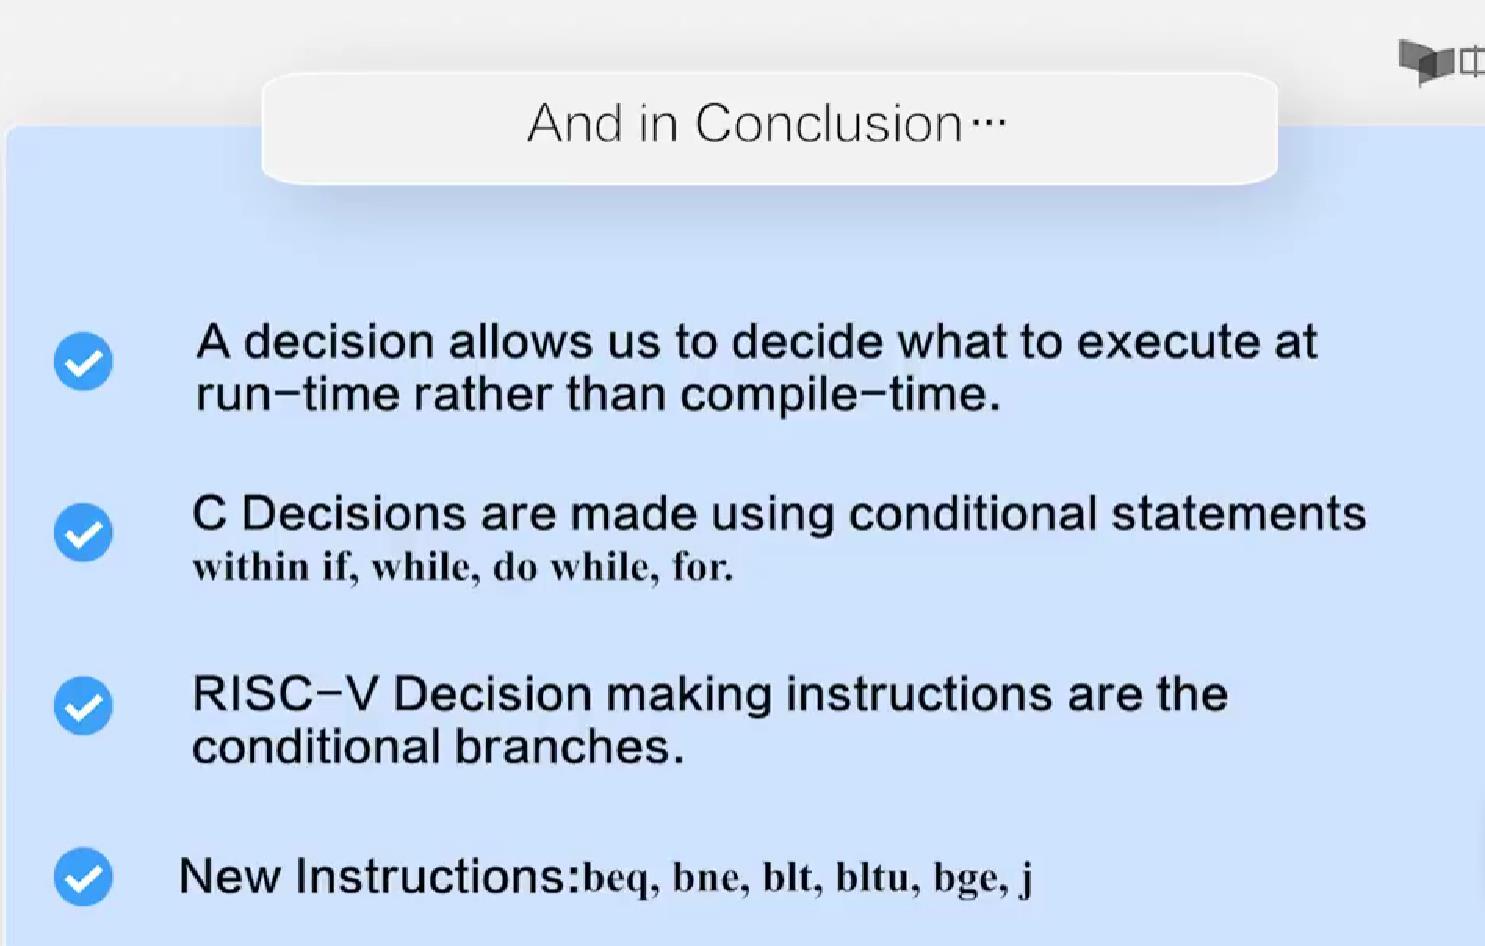 And in Conclusion…
A decision allows us to decide what to execute at
run-time rather than compile-time.
C Decisions are made using conditional statements
within if, while, do while, for.
RISC-V Decision making instructions are the
conditional branches.
New Instructions:beq, bne, blt, bltu, bge, j